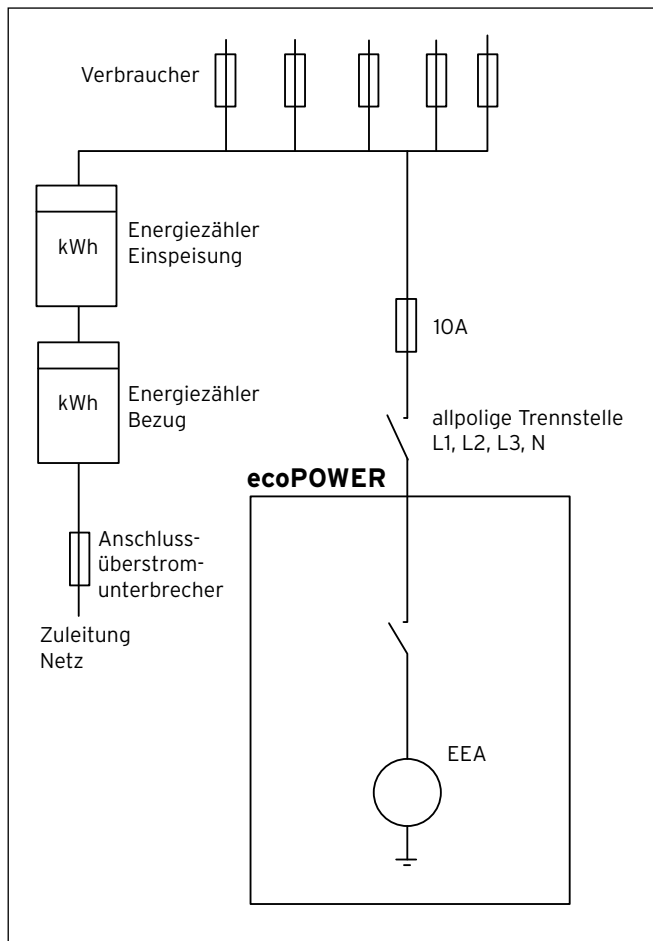 Verbraucher
kWh
Energiezähler
Einspeisung
10A
kWh
Energiezähler
Bezug
allpolige Trennstelle
L1, L2, L3, N
ecoPOWER
Anschluss-
überstrom-
unterbrecher
Zuleitung
Netz
EEA